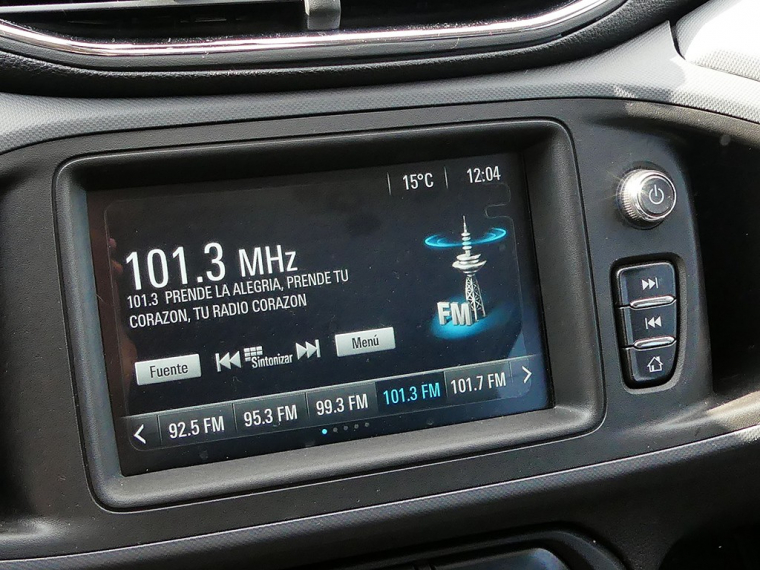 15°C 12:04
101.3 MHz
101.3 PRENDE LA ALEGRIA, PRENDE TU
CORAZON, TU RADIO CORAZON
FM
Fuente Sintonizar Menú
92.5 FM 95.3 FM 99.3 FM 101.3 FM 101.7 FM